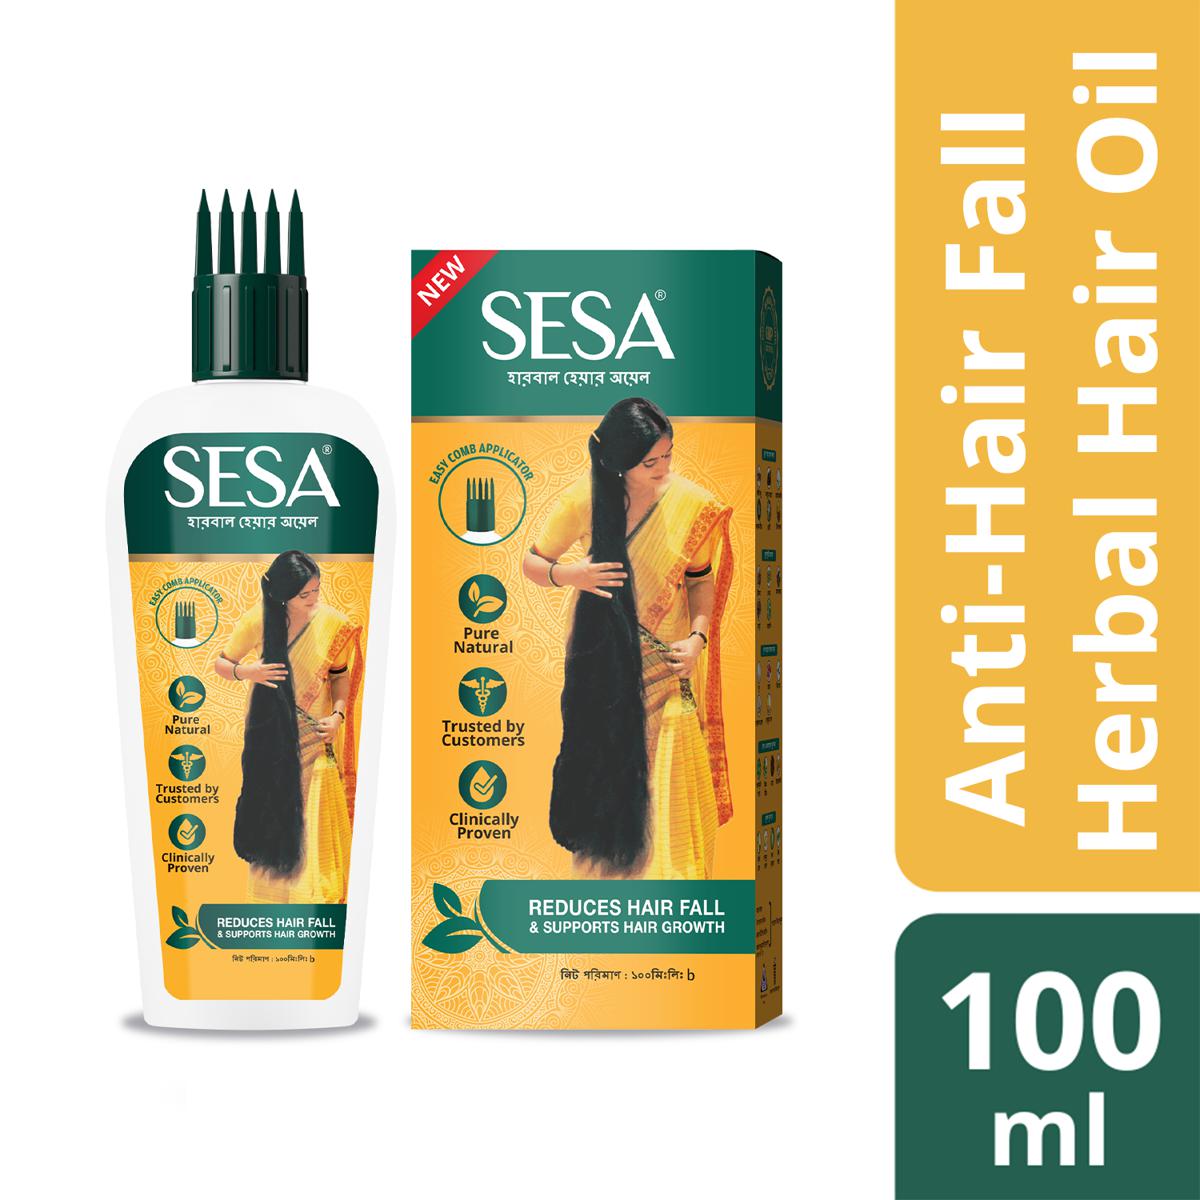 SESA®
হারবাল হেয়ার অয়েল
EASY COMB APPLICATOR
Pure
Natural
Trusted by
Customers
Clinically
Proven
REDUCES HAIR FALL
& SUPPORTS HAIR GROWTH
নিট পরিমাণ : ১০০মিঃলিঃ b
NEW
SESA®
হারবাল হেয়ার অয়েল
EASY COMB APPLICATOR
Pure
Natural
Trusted by
Customers
Clinically
Proven
REDUCES HAIR FALL
& SUPPORTS HAIR GROWTH
নিট পরিমাণ : ১০০মিঃলিঃ b
Anti-Hair Fall
Herbal Hair Oil
100
ml